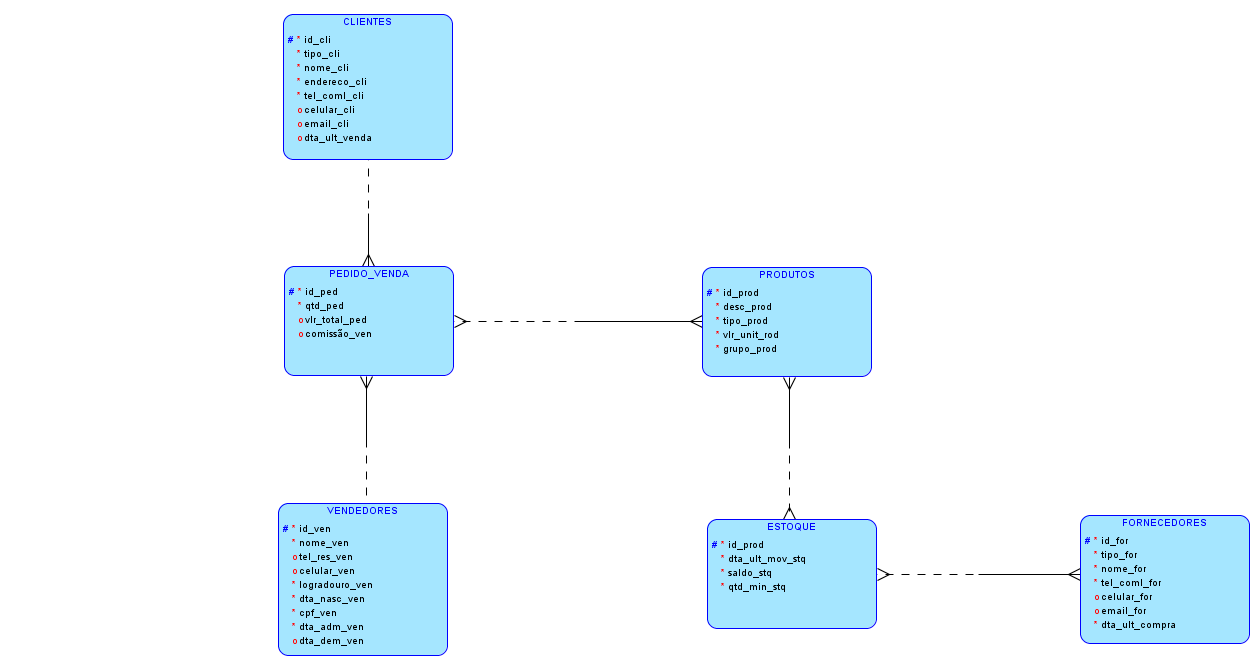 CLIENTES
# * id_cli
* tipo_cli
* nome_cli
* endereco_cli
* tel_coml_cli
o celular_cli
o email_cli
o dta_ult_venda
PEDIDO_VENDA
# * id_ped
* qtd_ped
o vlr_total_ped
o comissão_ven
PRODUTOS
# * id_prod
* desc_prod
* tipo_prod
* vlr_unit_rod
* grupo_prod
VENDEDORES
# * id_ven
* nome_ven
o tel_res_ven
o celular_ven
* logradouro_ven
* dta_nasc_ven
* cpf_ven
* dta_adm_ven
o dta_dem_ven
ESTOQUE
# * id_prod
* dta_ult_mov_stq
* saldo_stq
* qtd_min_stq
FORNECEDORES
# * id_for
* tipo_for
* nome_for
* tel_coml_for
o celular_for
o email_for
* dta_ult_compra